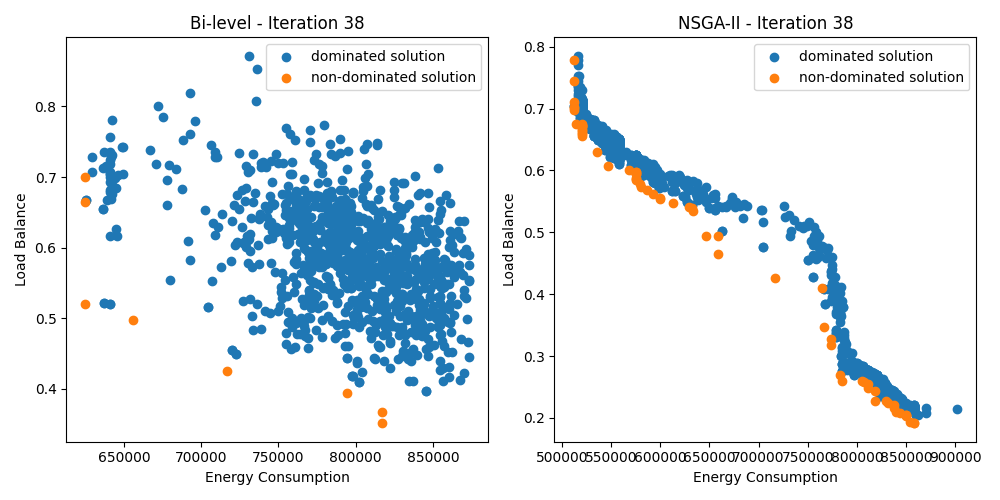 Bi-level - Iteration 38
dominated solution
non-dominated solution
Load Balance
0.8
0.7
0.6
0.5
0.4
650000 700000 750000 800000 850000
Energy Consumption
NSGA-II - Iteration 38
dominated solution
non-dominated solution
Load Balance
0.8
0.7
0.6
0.5
0.4
0.3
0.2
500000 550000 600000 650000 700000 750000 800000 850000 900000
Energy Consumption